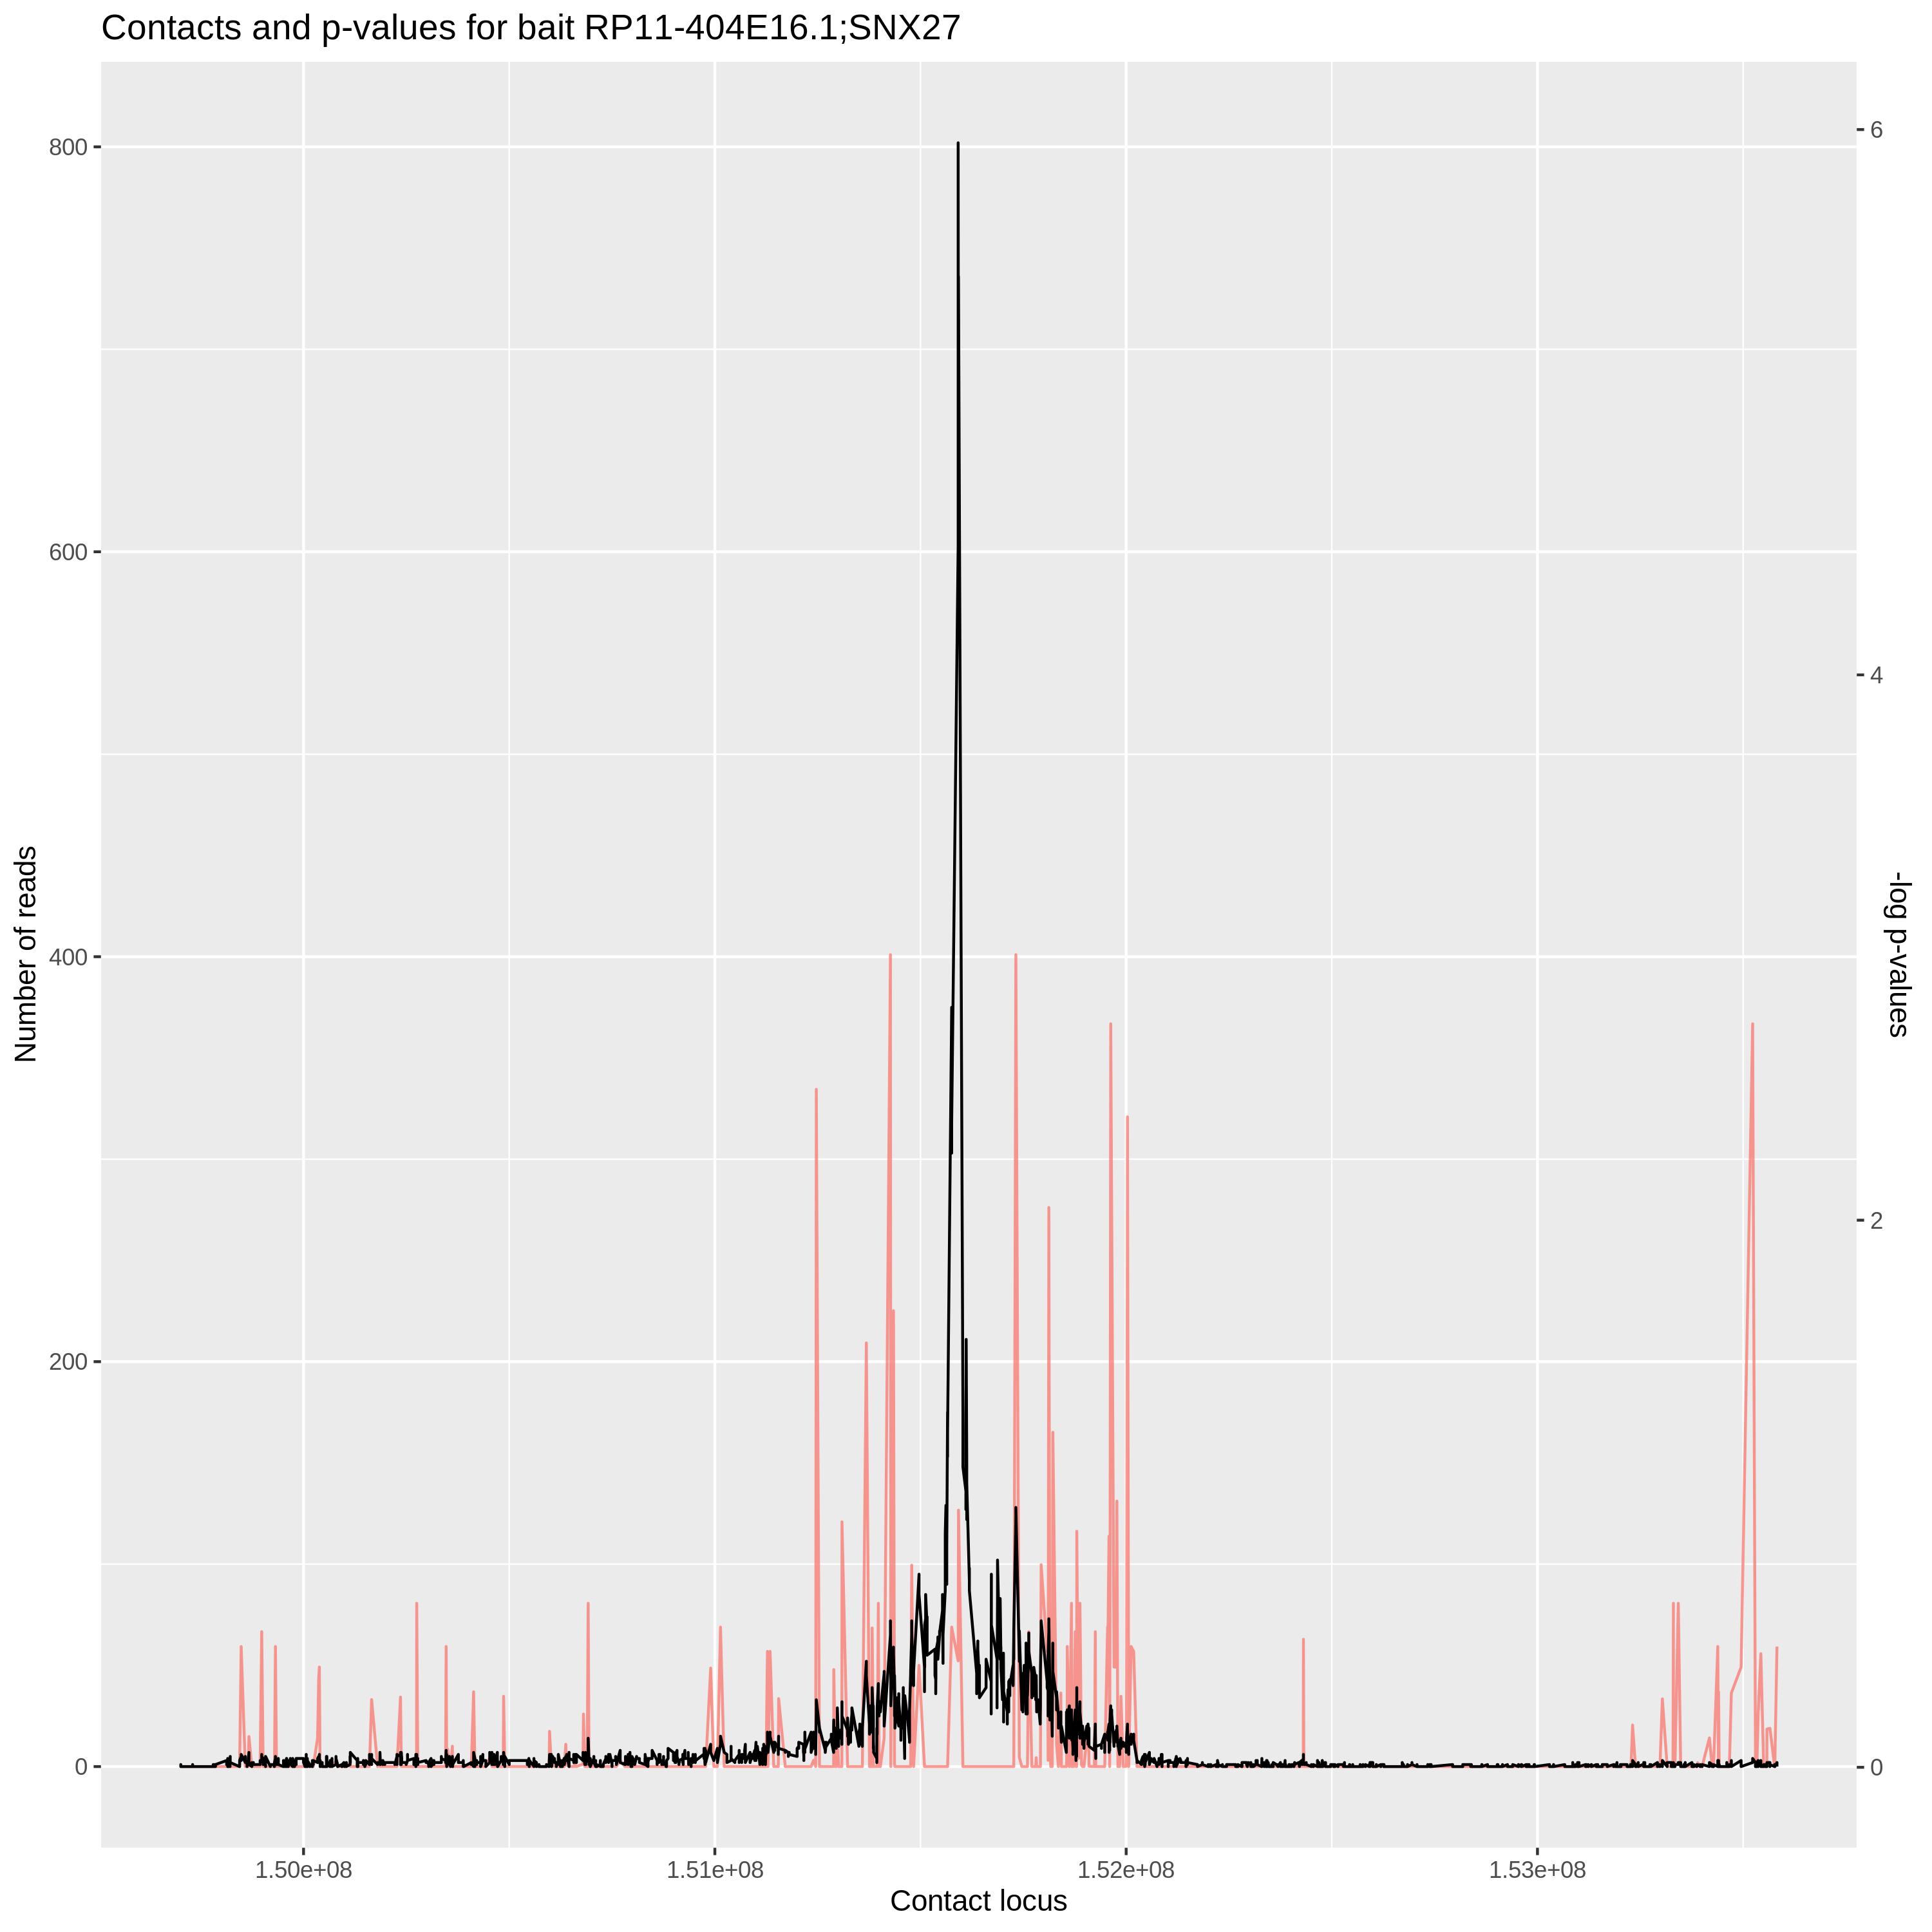 Contacts and p-values for bait RP11-404E16.1;SNX27
800
600
400
200
0
Number of reads
6
4
2
0
-log p-values
1.50e+08
1.51e+08
1.52e+08
1.53e+08
Contact locus